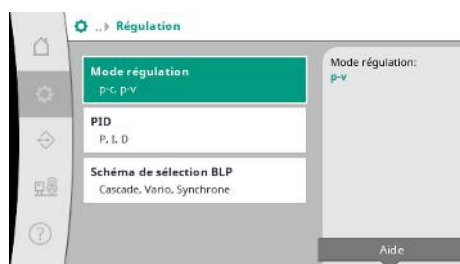 ..▸ Régulation
Mode régulation
p-c, p-v
PID
P, I, D
Schéma de sélection BLP
Cascade, Vario, Synchrone
Mode régulation:
p-v
Aide